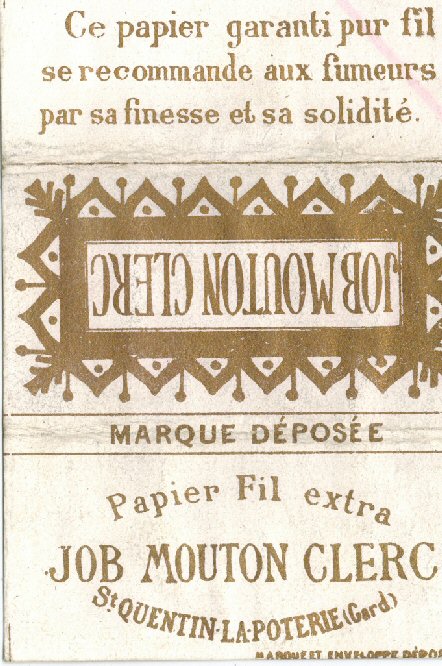 Ce papier garanti pur fil
se recommande aux fumeurs
par sa finesse et sa solidité.
JOB MOUTON CLERC
MARQUE DÉPOSÉE
Papier Fil extra
JOB MOUTON CLERC
St QUENTIN-LA-POTERIE (Gard)
MARQUE ET ENVELOPPE DÉPO